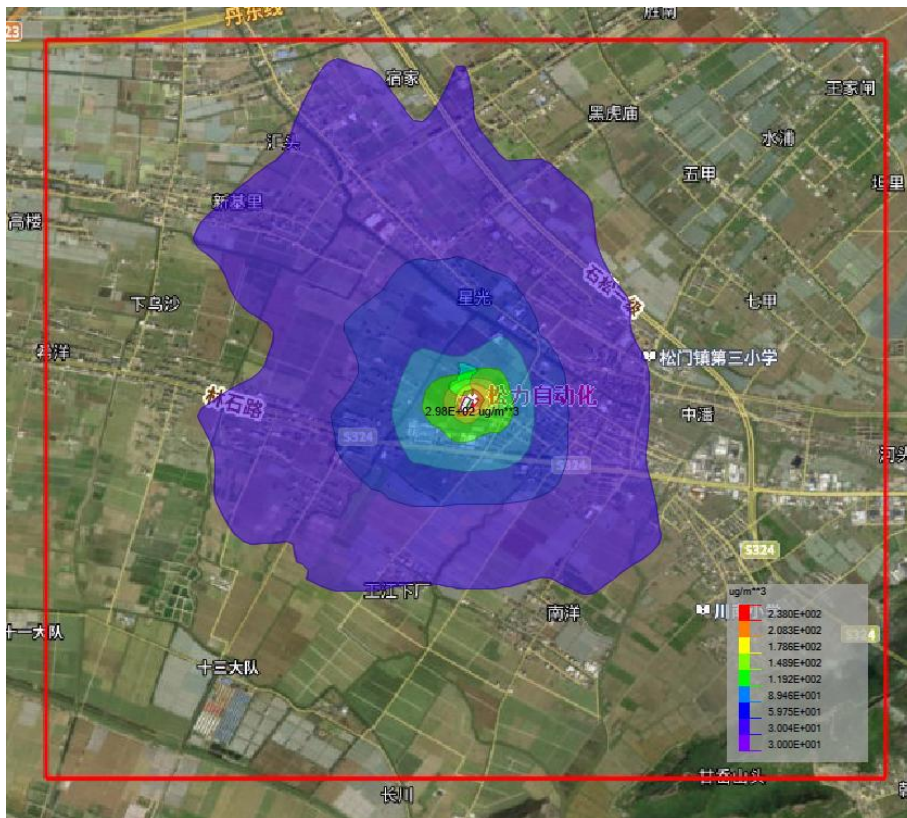 丹东线
胜南
23
宿家
王家闸
黑虎庙
汇头
水浦
五甲
坦里
新基里
高楼
石松一路
星光
下乌沙
七甲
松门镇第三小学
林石路
松力自动化
2.98E+02 ug/m**3
中潘
S324
S324
河头
S324
王江下厂
南洋
ug/m**3
2.380E+002
2.083E+002
1.786E+002
1.489E+002
1.192E+002
8.946E+001
5.975E+001
3.004E+001
3.000E+001
十一大队
S324
十三大队
甘岙山头
长川